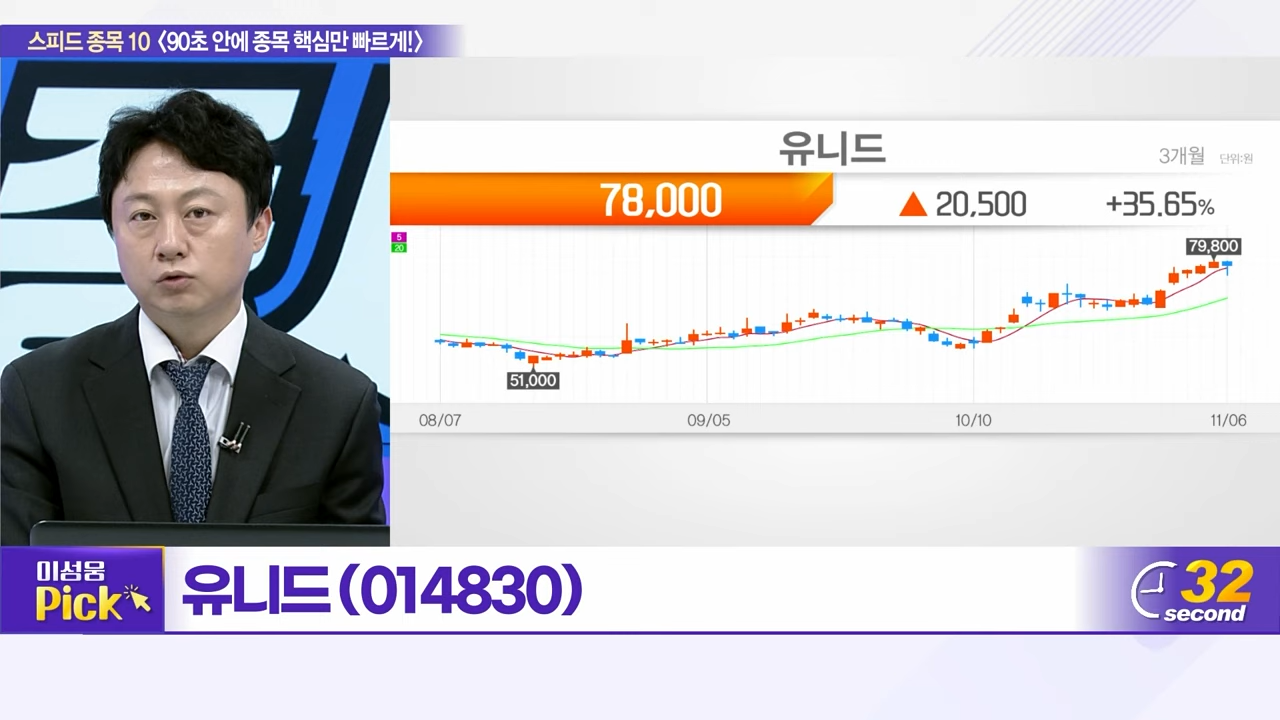 스피드 종목 10 〈90초 안에 종목 핵심만 빠르게!〉
유니드
3개월 단위:원
78,000 ▲ 20,500 +35.65%
5
20
79,800
51,000
08/07 09/05 10/10 11/06
이성웅
Pick
유니드(014830)
32
second